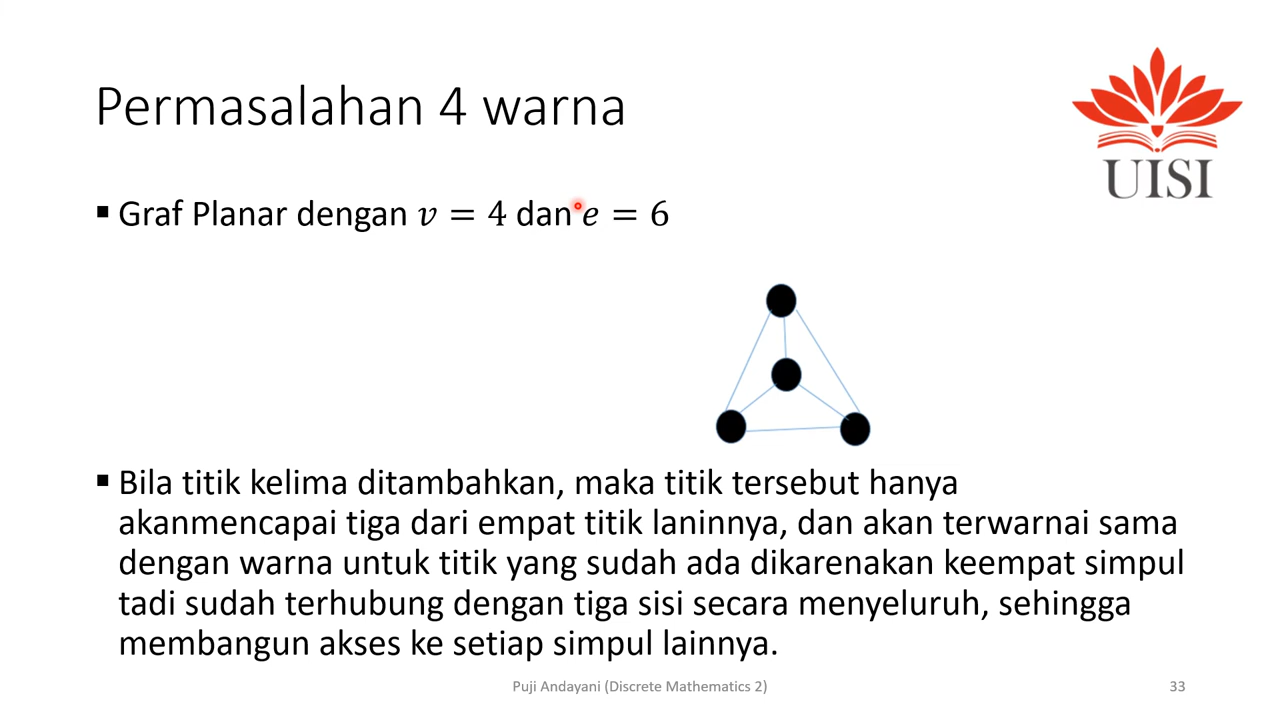 Permasalahan 4 warna
UISI
▪ Graf Planar dengan v = 4 dan e = 6
▪ Bila titik kelima ditambahkan, maka titik tersebut hanya
akanmencapai tiga dari empat titik laninnya, dan akan terwarnai sama
dengan warna untuk titik yang sudah ada dikarenakan keempat simpul
tadi sudah terhubung dengan tiga sisi secara menyeluruh, sehingga
membangun akses ke setiap simpul lainnya.
Puji Andayani (Discrete Mathematics 2)
33